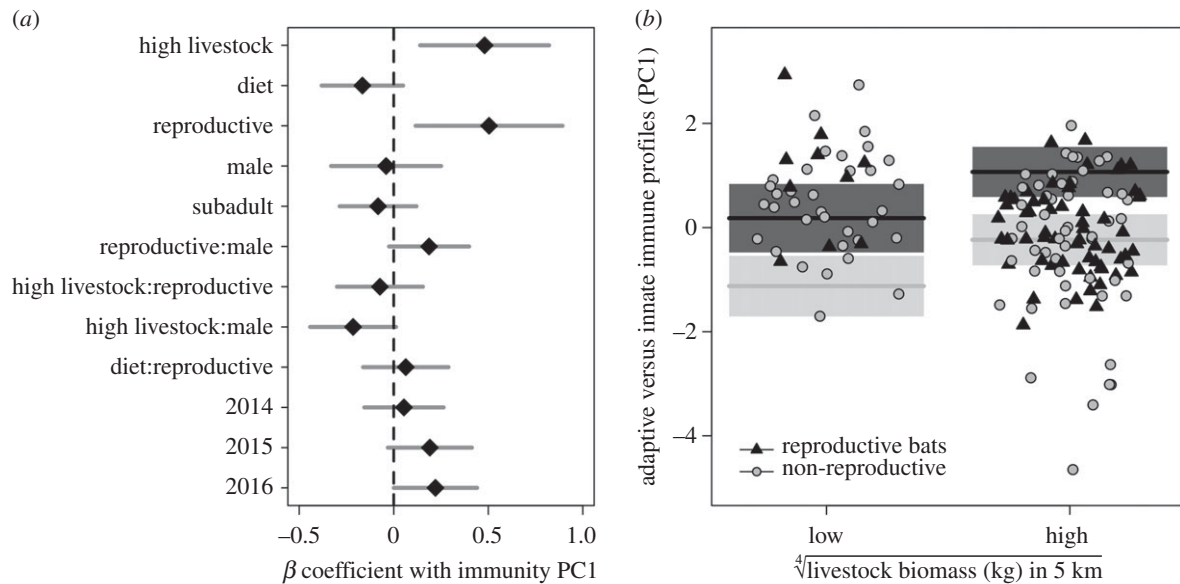 (a)
high livestock
diet
reproductive
male
subadult
reproductive:male
high livestock:reproductive
high livestock:male
diet:reproductive
2014
2015
2016
−0.5 0 0.5 1.0
β coefficient with immunity PC1
(b)
adaptive versus innate immune profiles (PC1)
2
0
−2
−4
reproductive bats
non-reproductive
low high
∜livestock biomass (kg) in 5 km